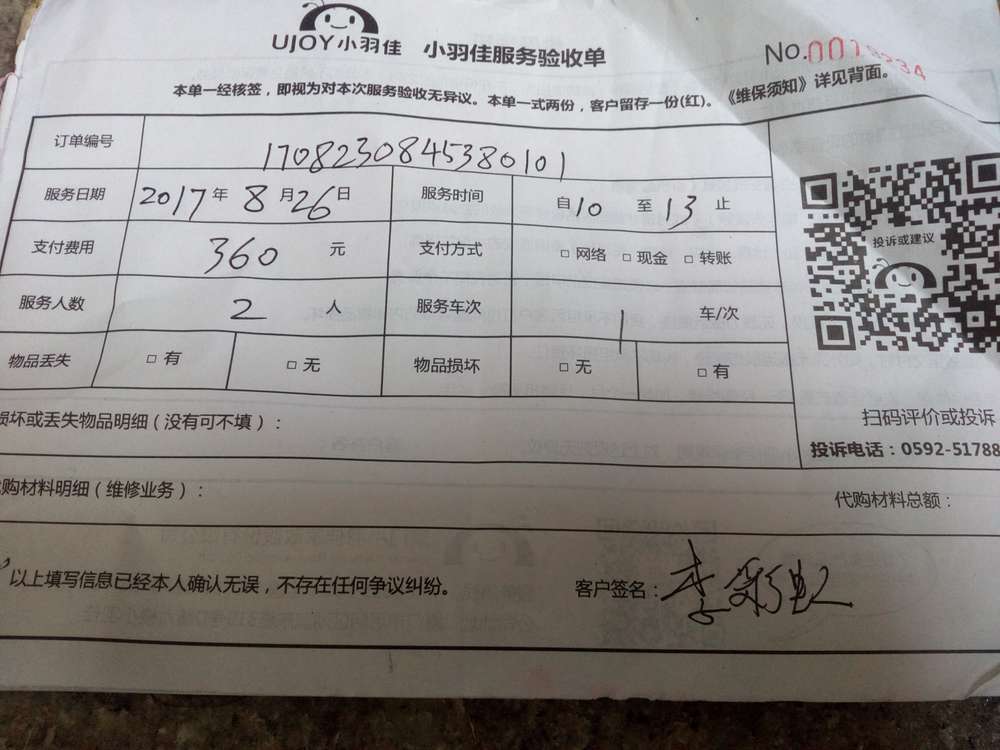 UJOY小羽佳 小羽佳服务验收单 No.
本单一经核签，即视为对本次服务验收无异议。本单一式两份，客户留存一份(红)。《维保须知》详见背面。
订单编号 1708230845380101
服务日期 2017年8月26日 服务时间 自10至13止
支付费用 360 元 支付方式 □ 网络 □ 现金 □ 转账
服务人数 2 人 服务车次 1 车/次
物品丢失 □ 有 □ 无 物品损坏 □ 无 □ 有
投诉或建议
扫码评价或投诉
投诉电话：0592-51788
损坏或丢失物品明细（没有可不填）：
代购材料明细（维修业务）： 代购材料总额：
以上填写信息已经本人确认无误，不存在任何争议纠纷。 客户签名：李彩虹